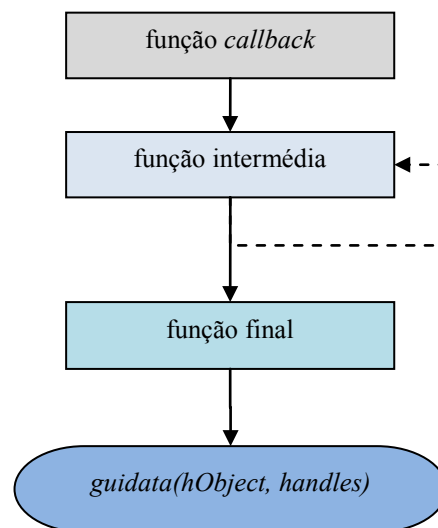 função callback
função intermédia
função final
guidata(hObject, handles)